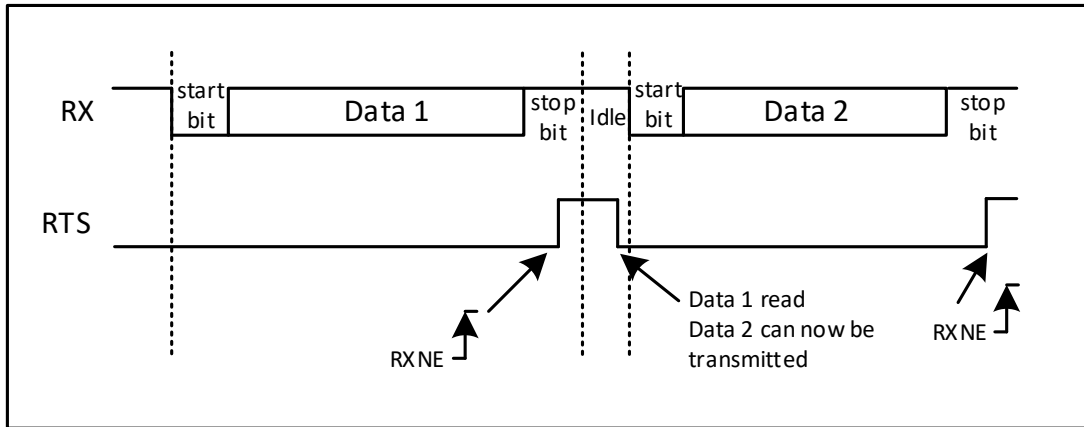 RX
start
bit
Data 1
stop
bit
Idle
start
bit
Data 2
stop
bit
RTS
RXNE
Data 1 read
Data 2 can now be
transmitted
RXNE